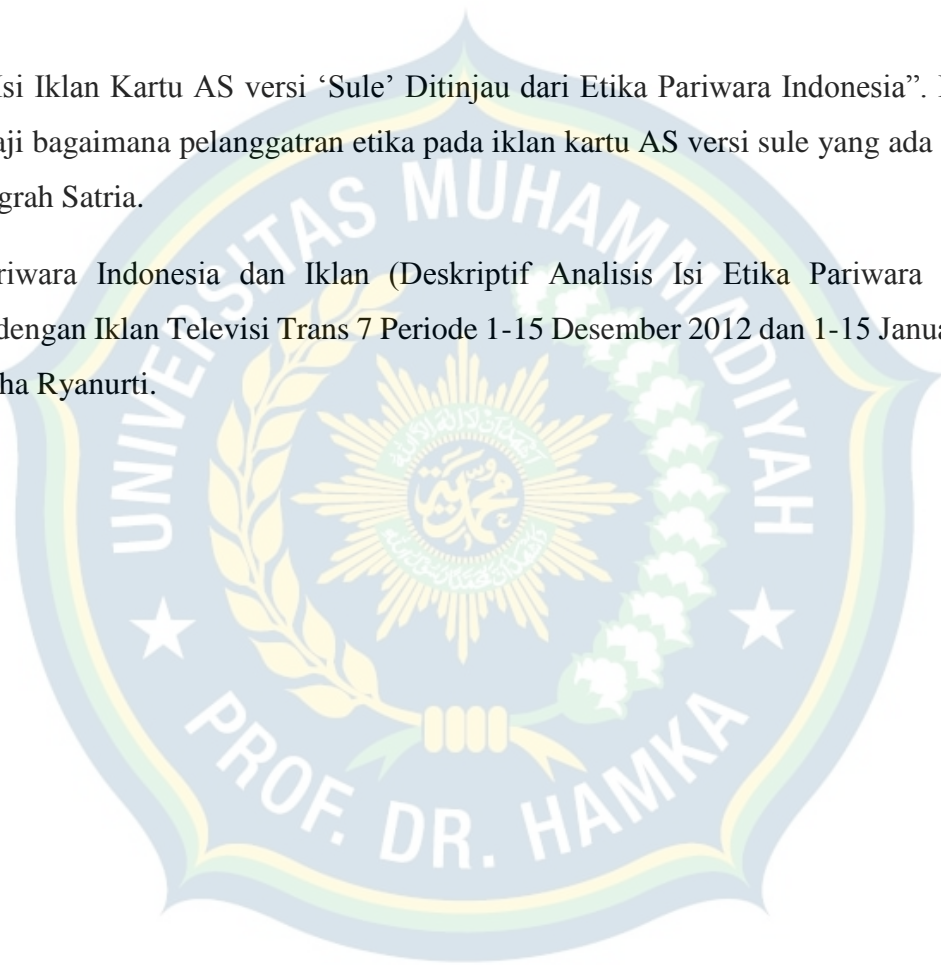 Isi Iklan Kartu AS versi ‘Sule’ Ditinjau dari Etika Pariwara Indonesia”.
aji bagaimana pelanggatran etika pada iklan kartu AS versi sule yang ada
grah Satria.
riwara Indonesia dan Iklan (Deskriptif Analisis Isi Etika Pariwara
dengan Iklan Televisi Trans 7 Periode 1-15 Desember 2012 dan 1-15 Janua
ha Ryanurti.
UNIVERSITAS MUHAMMADIYAH
PROF. DR. HAMKA